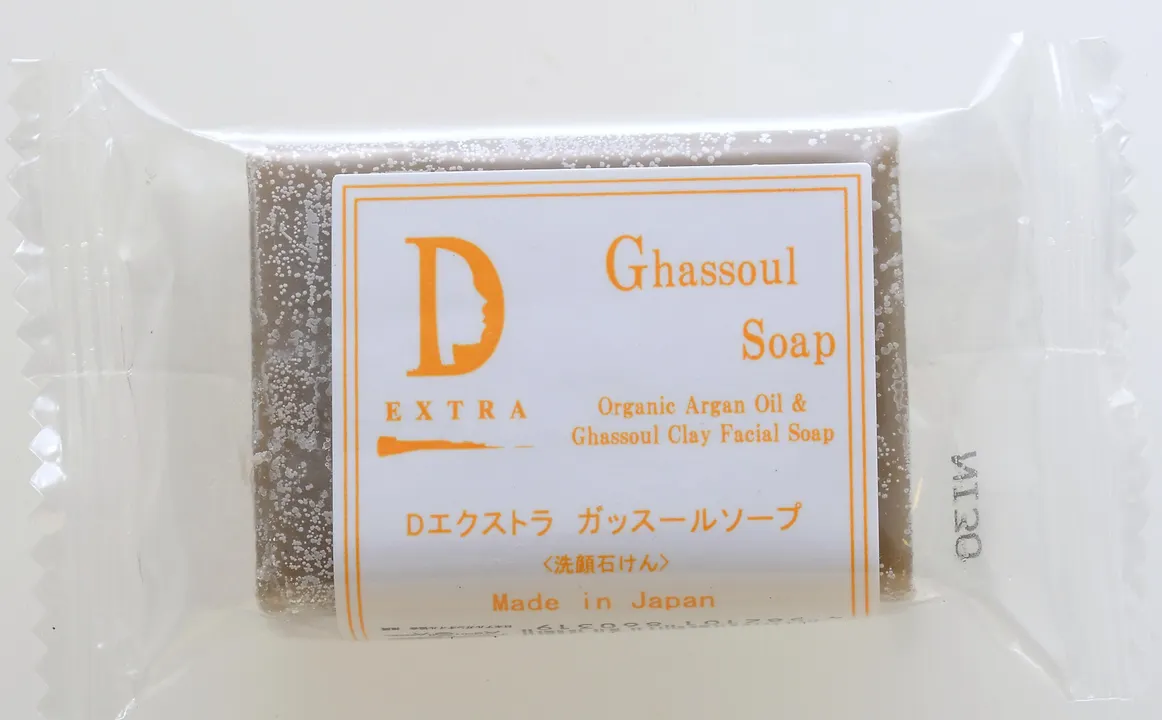 D
EXTRA
Ghassoul
Soap
Organic Argan Oil &
Ghassoul Clay Facial Soap
Dエクストラ ガッスールソープ
<洗顔石けん>
Made in Japan